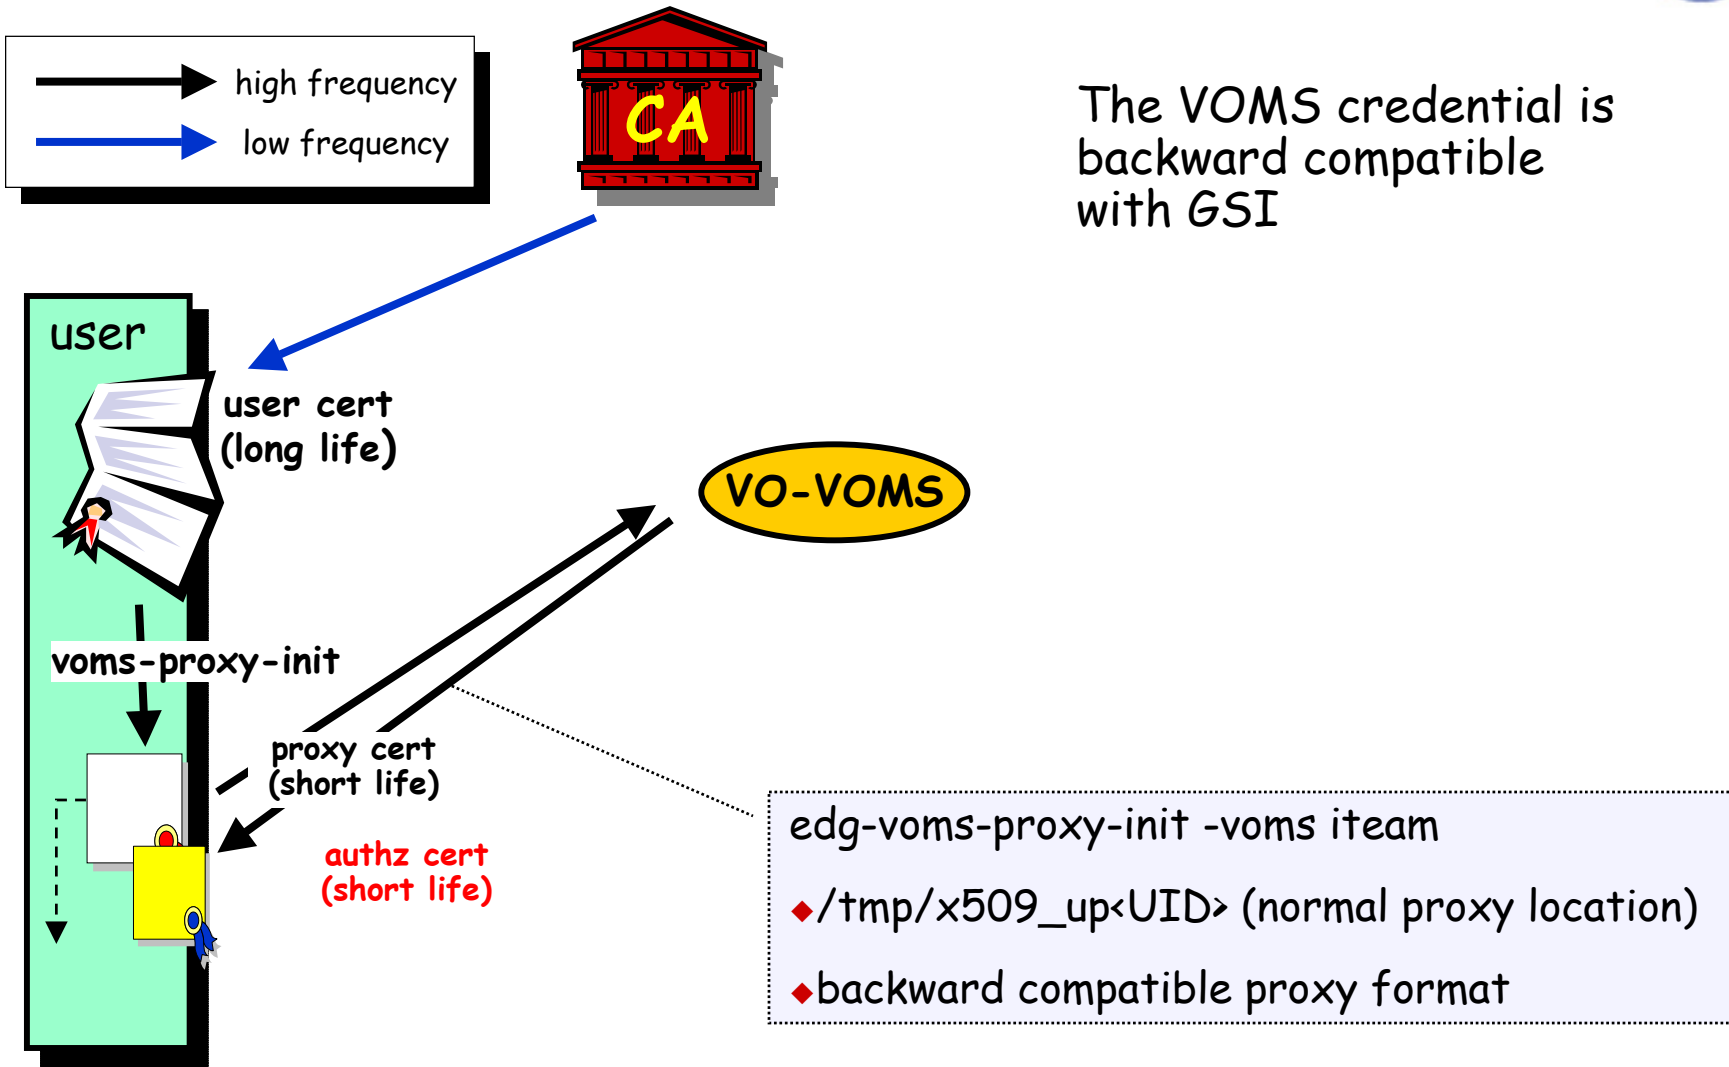 high frequency
low frequency
CA
The VOMS credential is
backward compatible
with GSI
user
user cert
(long life)
VO-VOMS
voms-proxy-init
proxy cert
(short life)
authz cert
(short life)
edg-voms-proxy-init -voms iteam
◆/tmp/x509_up<UID> (normal proxy location)
◆backward compatible proxy format